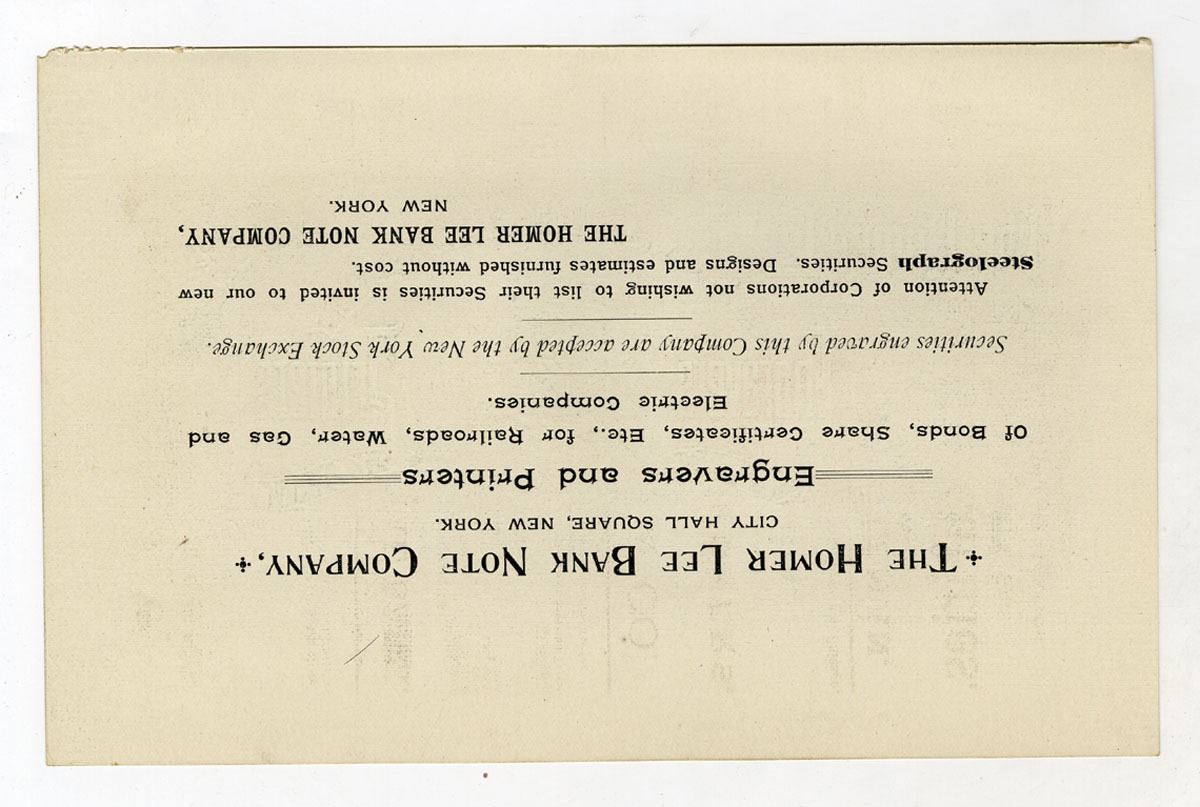 THE HOMER LEE BANK NOTE COMPANY,
CITY HALL SQUARE, NEW YORK.
Engravers and Printers
Of Bonds, Share Certificates, Etc., for Railroads, Water, Gas and
Electric Companies.
Securities engraved by this Company are accepted by the New York Stock Exchange.
Attention of Corporations not wishing to list their Securities is invited to our new
Steelograph Securities. Designs and estimates furnished without cost.
THE HOMER LEE BANK NOTE COMPANY,
NEW YORK.